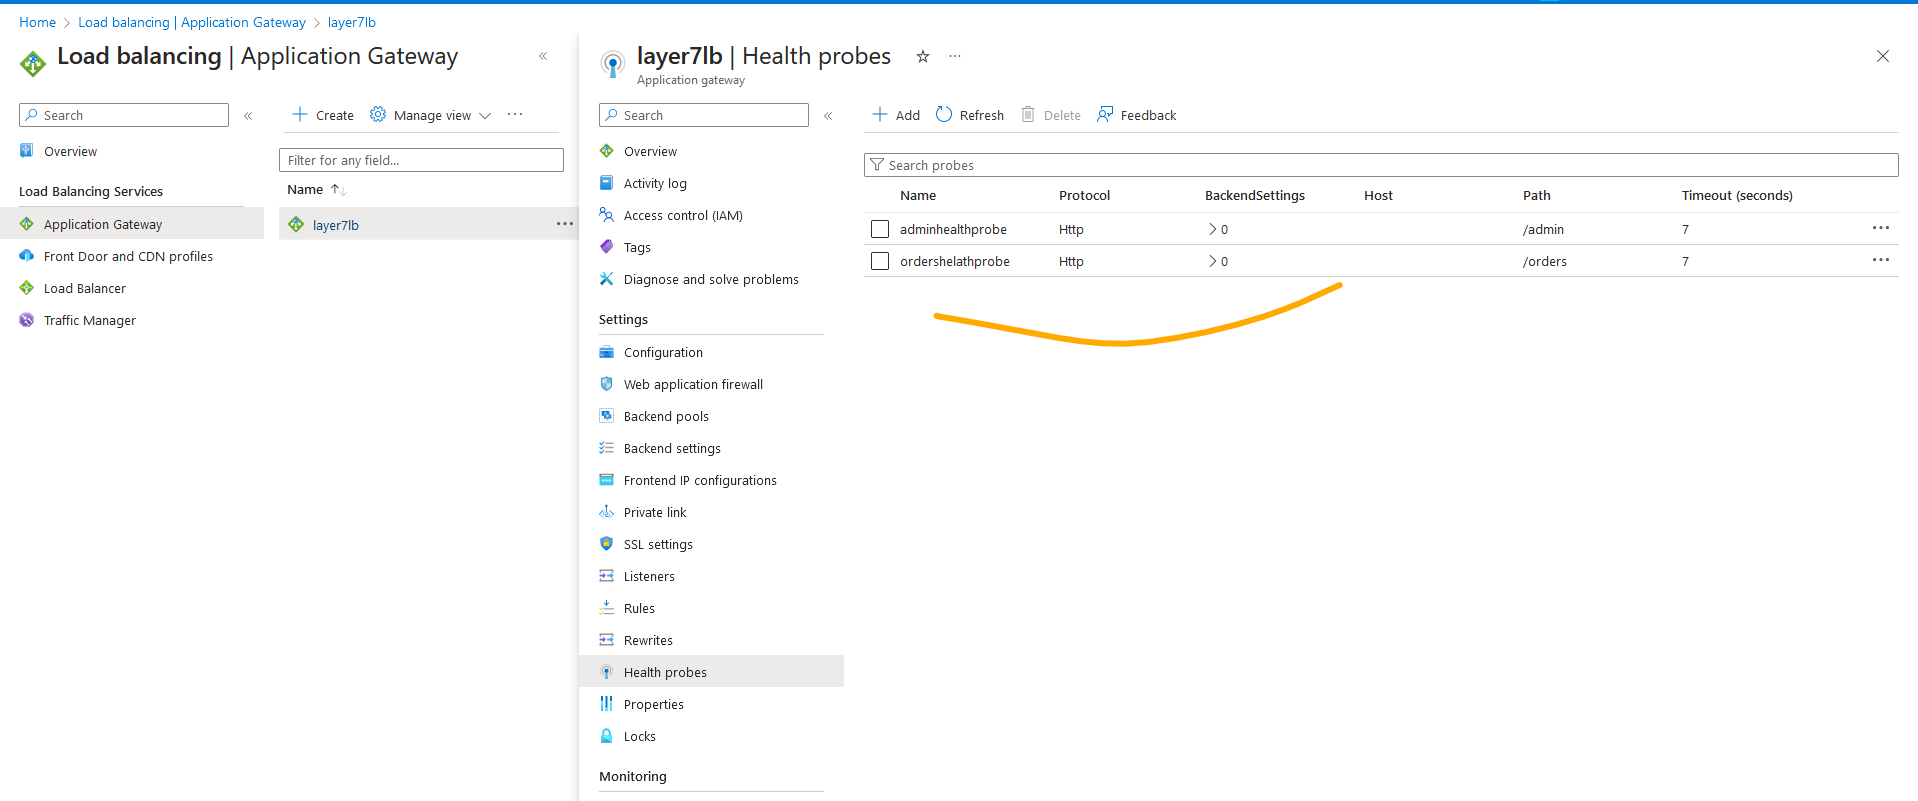 Home > Load balancing | Application Gateway > layer7lb
Load balancing | Application Gateway
«
Search
«
Overview
Load Balancing Services
Application Gateway
Front Door and CDN profiles
Load Balancer
Traffic Manager
+ Create Manage view ···
Filter for any field...
Name ↑↓
layer7lb ···
layer7lb | Health probes ☆ ···
Application gateway
Search
«
Overview
Activity log
Access control (IAM)
Tags
Diagnose and solve problems
Settings
Configuration
Web application firewall
Backend pools
Backend settings
Frontend IP configurations
Private link
SSL settings
Listeners
Rules
Rewrites
Health probes
Properties
Locks
Monitoring
+ Add Refresh Delete Feedback
Search probes
Name Protocol BackendSettings Host Path Timeout (seconds)
adminhealthprobe Http > 0 /admin 7 ···
ordershelathprobe Http > 0 /orders 7 ···